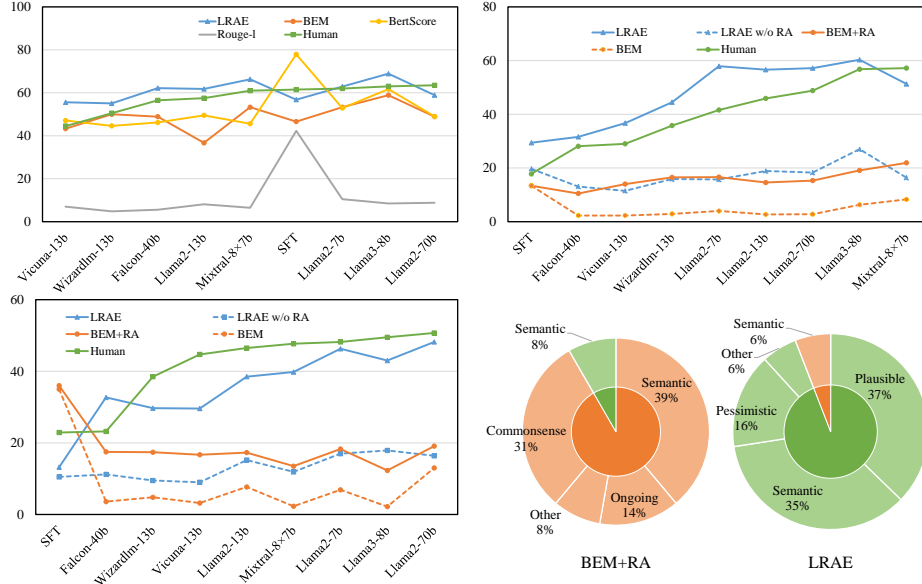 100
80
60
40
20
0
LRAE
BEM
BertScore
Rouge-l
Human
Vicuna-13b
Wizardlm-13b
Falcon-40b
Llama2-13b
Mixtral-8×7b
SFT
Llama2-7b
Llama3-8b
Llama2-70b
80
60
40
20
0
LRAE
LRAE w/o RA
BEM+RA
BEM
Human
SFT
Falcon-40b
Vicuna-13b
Wizardlm-13b
Llama2-7b
Llama2-13b
Llama2-70b
Llama3-8b
Mixtral-8×7b
60
40
20
0
LRAE
LRAE w/o RA
BEM+RA
BEM
Human
SFT
Falcon-40b
Wizardlm-13b
Vicuna-13b
Llama2-13b
Mixtral-8×7b
Llama2-7b
Llama3-8b
Llama2-70b
Semantic
8%
Semantic
39%
Commonsense
31%
Other
8%
Ongoing
14%
BEM+RA
Semantic
6%
Other
6%
Plausible
37%
Pessimistic
16%
Semantic
35%
LRAE